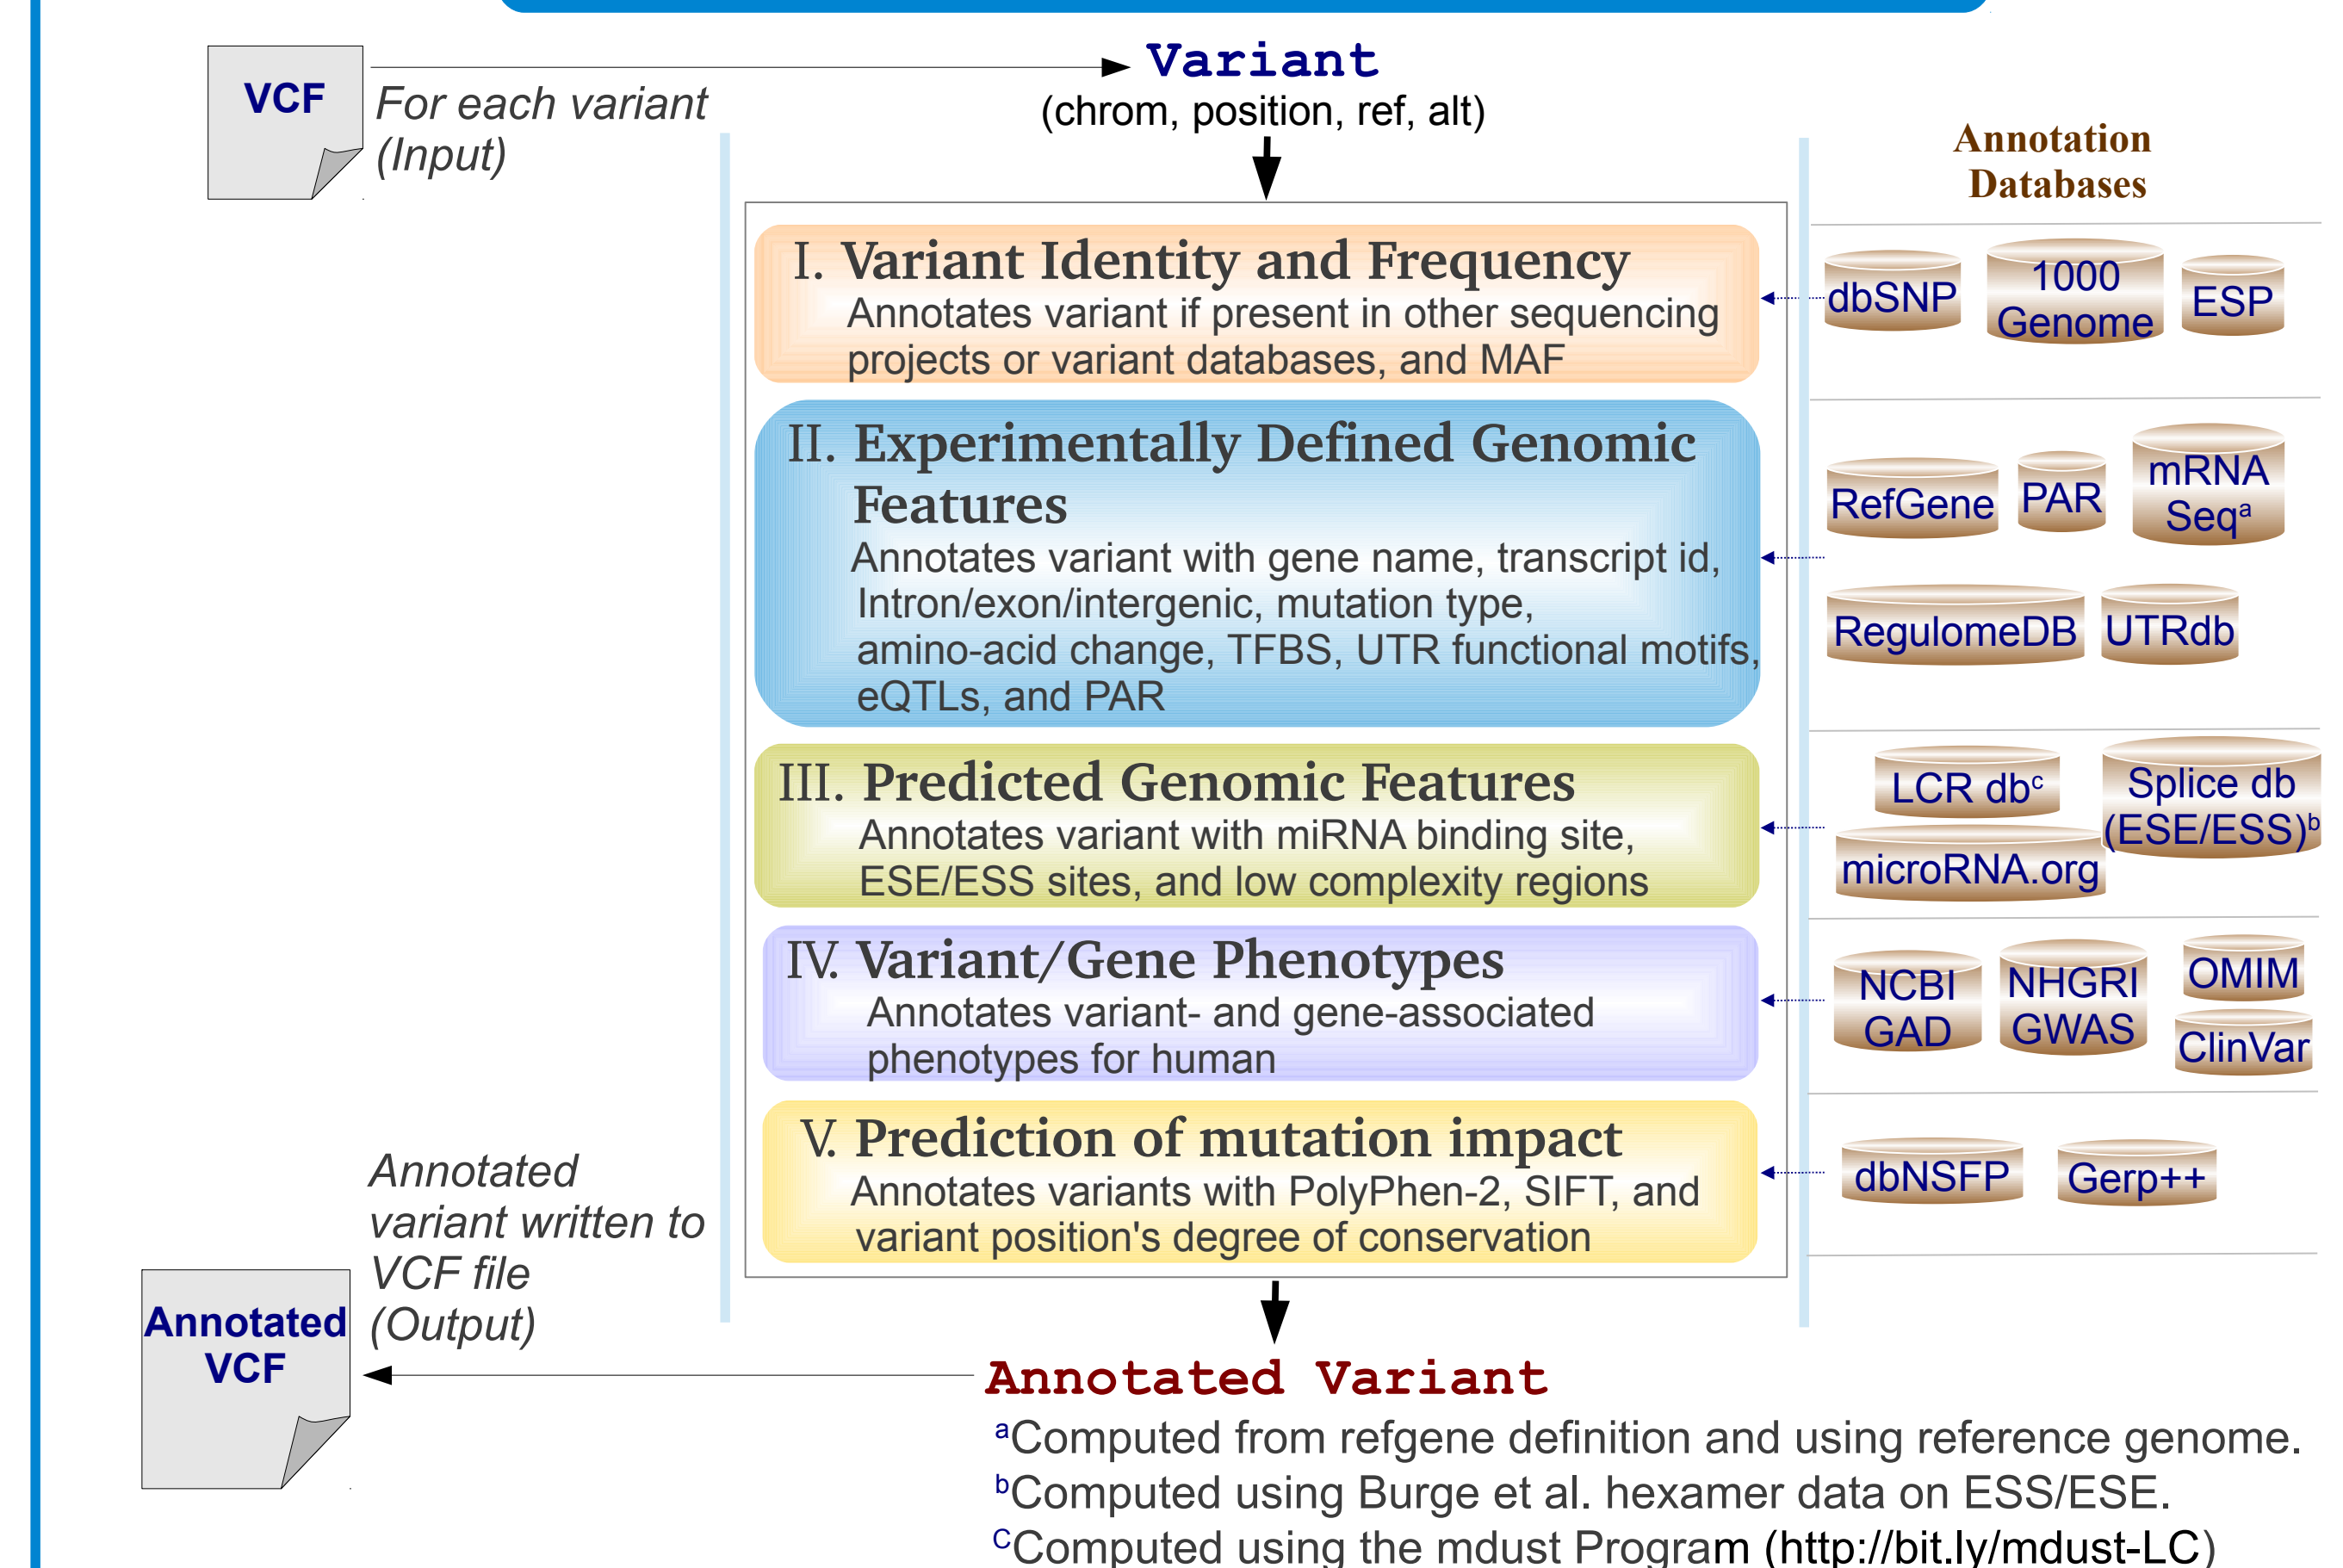 VCF
For each variant
(Input)
Variant
(chrom, position, ref, alt)
Annotation
Databases
I. Variant Identity and Frequency
Annotates variant if present in other sequencing
projects or variant databases, and MAF
dbSNP
1000
Genome
ESP
II. Experimentally Defined Genomic
Features
Annotates variant with gene name, transcript id,
Intron/exon/intergenic, mutation type,
amino-acid change, TFBS, UTR functional motifs,
eQTLs, and PAR
RefGene
PAR
mRNA
Seqᵃ
RegulomeDB
UTRdb
III. Predicted Genomic Features
Annotates variant with miRNA binding site,
ESE/ESS sites, and low complexity regions
LCR dbᶜ
Splice db
(ESE/ESS)ᵇ
microRNA.org
IV. Variant/Gene Phenotypes
Annotates variant- and gene-associated
phenotypes for human
NCBI
GAD
NHGRI
GWAS
OMIM
ClinVar
V. Prediction of mutation impact
Annotates variants with PolyPhen-2, SIFT, and
variant position's degree of conservation
dbNSFP
Gerp++
Annotated
variant written to
VCF file
(Output)
Annotated
VCF
Annotated Variant
ᵃComputed from refgene definition and using reference genome.
ᵇComputed using Burge et al. hexamer data on ESS/ESE.
ᶜComputed using the mdust Program (http://bit.ly/mdust-LC)